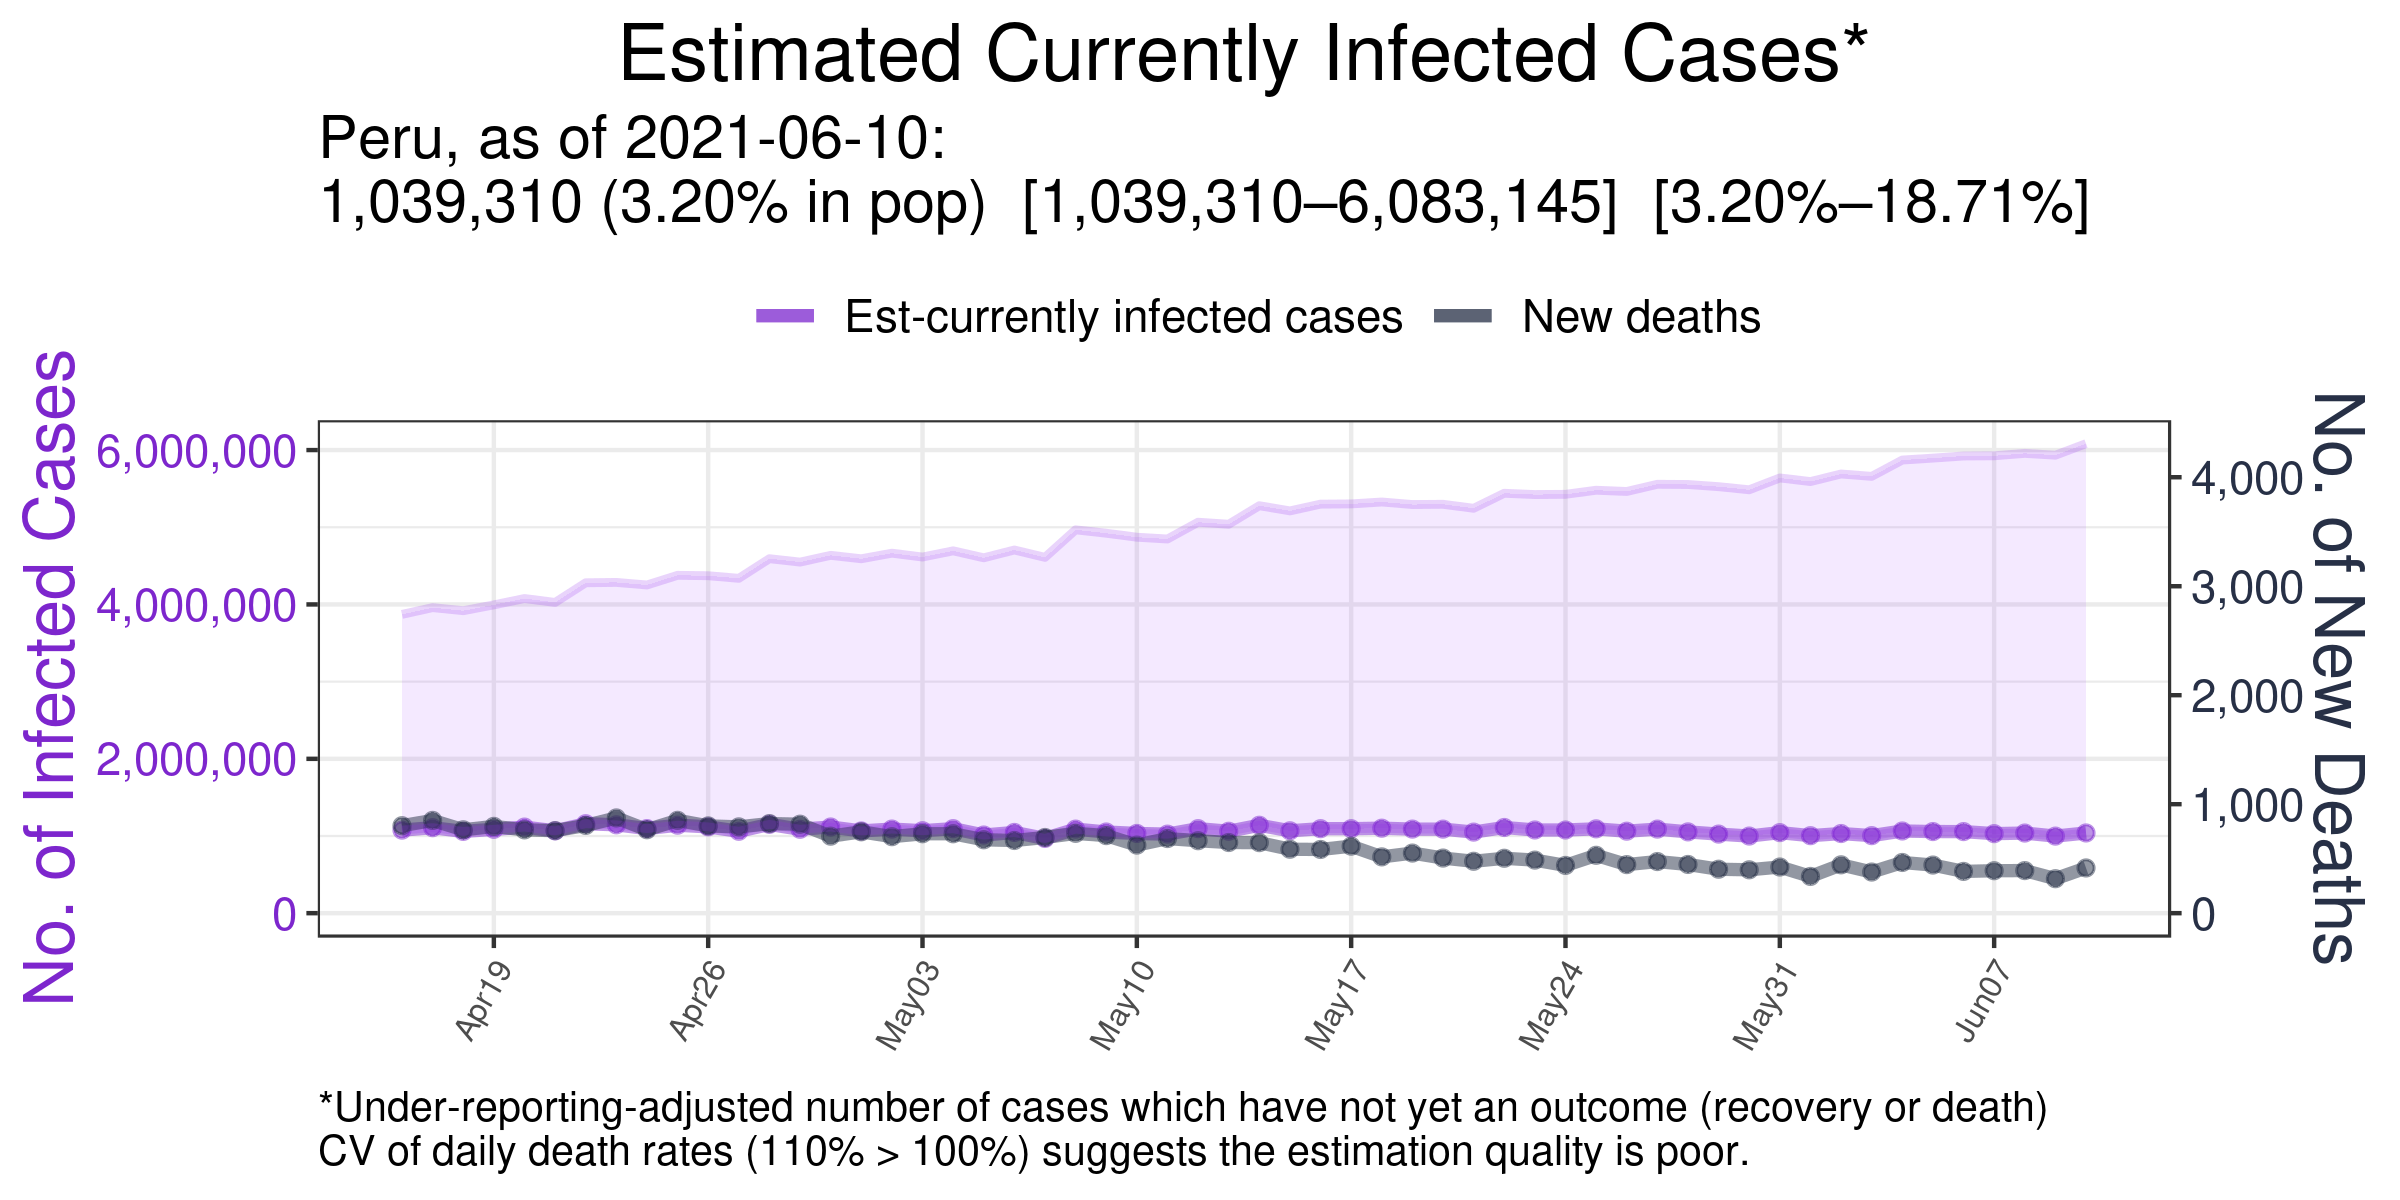 Estimated Currently Infected Cases*
Peru, as of 2021-06-10:
1,039,310 (3.20% in pop) [1,039,310–6,083,145] [3.20%–18.71%]
Est-currently infected cases
New deaths
No. of Infected Cases
6,000,000
4,000,000
2,000,000
0
4,000
3,000
2,000
1,000
0
No. of New Deaths
Apr19
Apr26
May03
May10
May17
May24
May31
Jun07
*Under-reporting-adjusted number of cases which have not yet an outcome (recovery or death)
CV of daily death rates (110% > 100%) suggests the estimation quality is poor.